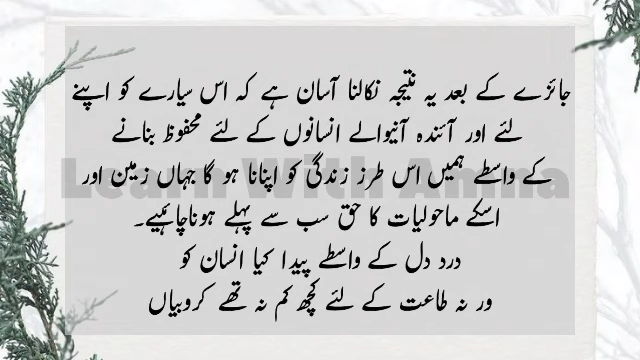 جائزے کے بعد یہ نتیجہ نکالنا آسان ہے کہ اس سیارے کو اپنے
لئے اور آئندہ آنیوالے انسانوں کے لئے محفوظ بنانے
کے واسطے ہمیں اس طرز زندگی کو اپنانا ہو گا جہاں زمین اور
Learn With Amna
اسکے ماحولیات کا حق سب سے پہلے ہوناچاہئیے۔
درد دل کے واسطے پیدا کیا انسان کو
ور نہ طاعت کے لئے کچھ کم نہ تھے کروبیاں